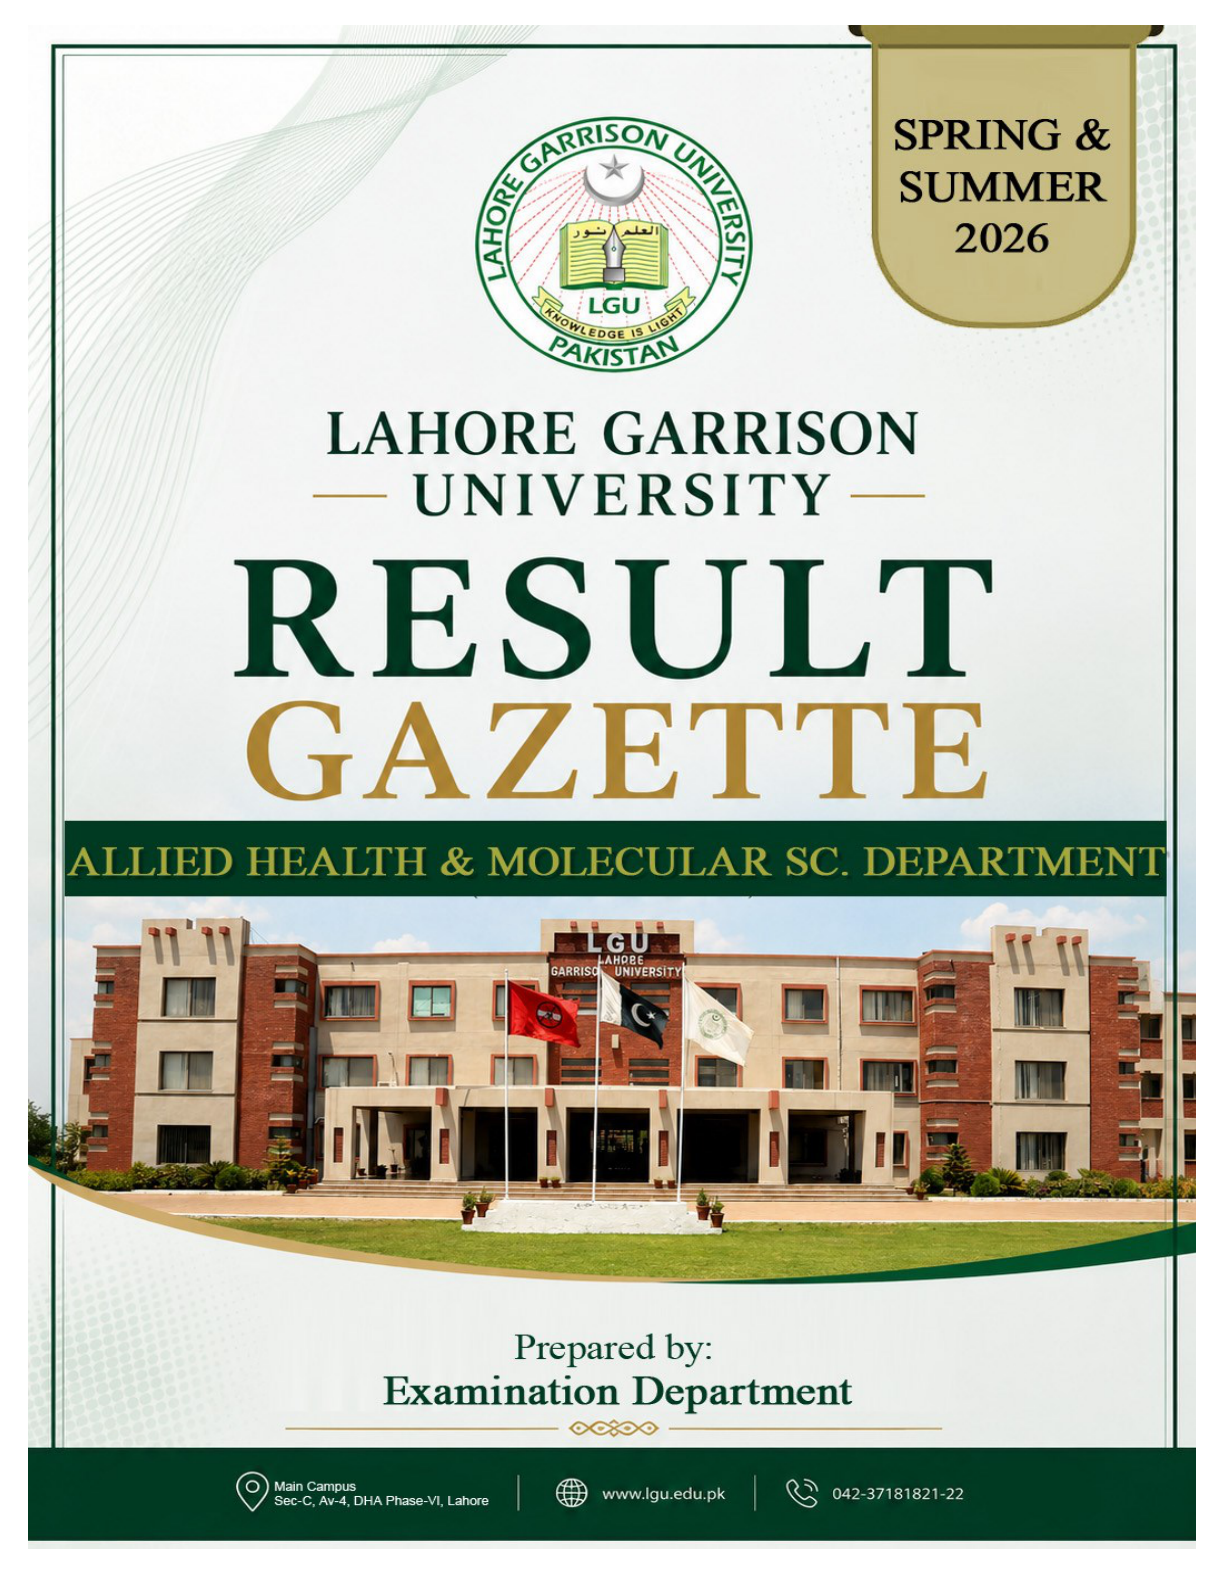 SPRING &
SUMMER
2026
LAHORE GARRISON UNIVERSITY
العلم نور
LGU
KNOWLEDGE IS LIGHT
PAKISTAN
LAHORE GARRISON
UNIVERSITY
RESULT
GAZETTE
ALLIED HEALTH & MOLECULAR SC. DEPARTMENT
LGU
LAHORE
GARRISON UNIVERSITY
Prepared by:
Examination Department
Main Campus
Sec-C, Av-4, DHA Phase-VI, Lahore
www.lgu.edu.pk
042-37181821-22